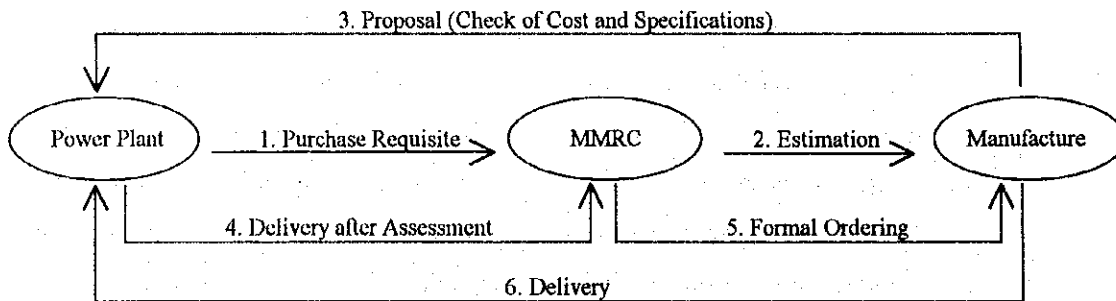 3. Proposal (Check of Cost and Specifications)
Power Plant
1. Purchase Requisite
MMRC
2. Estimation
Manufacture
4. Delivery after Assessment
5. Formal Ordering
6. Delivery